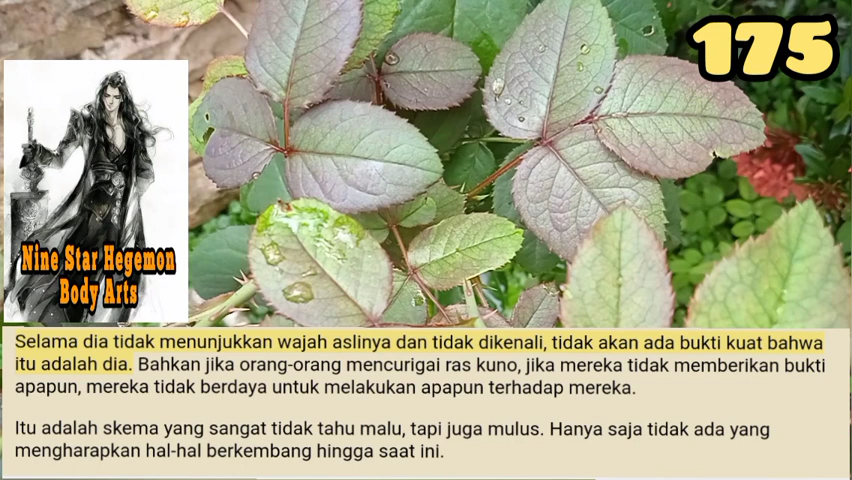 175
Nine Star Hegemon
Body Arts
Selama dia tidak menunjukkan wajah aslinya dan tidak dikenali, tidak akan ada bukti kuat bahwa
itu adalah dia. Bahkan jika orang-orang mencurigai ras kuno, jika mereka tidak memberikan bukti
apapun, mereka tidak berdaya untuk melakukan apapun terhadap mereka.
Itu adalah skema yang sangat tidak tahu malu, tapi juga mulus. Hanya saja tidak ada yang
mengharapkan hal-hal berkembang hingga saat ini.